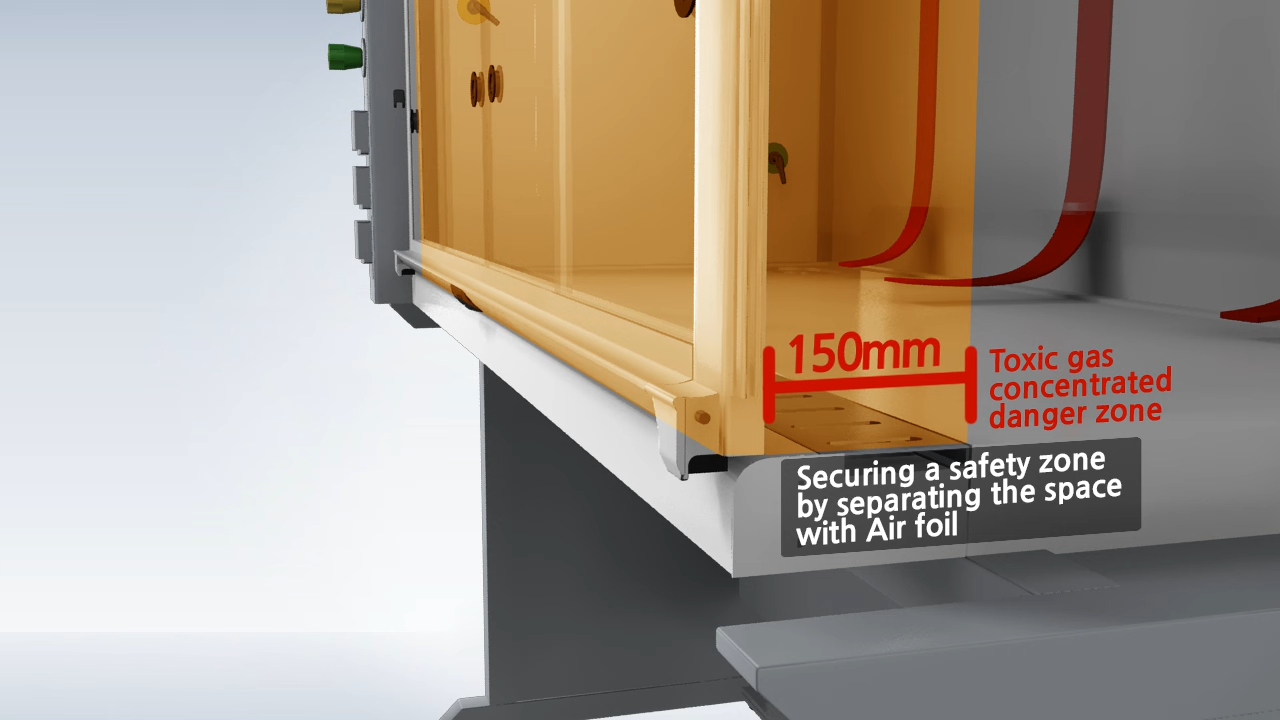 150mm
Toxic gas
concentrated
danger zone
Securing a safety zone
by separating the space
with Air foil